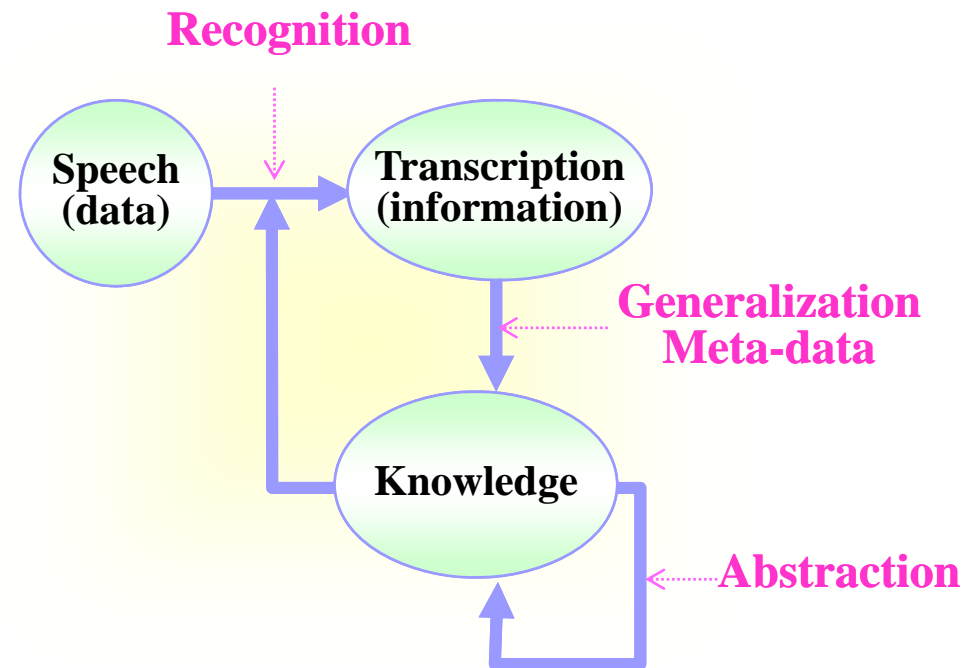 Recognition
Speech
(data)
Transcription
(information)
Generalization
Meta-data
Knowledge
Abstraction